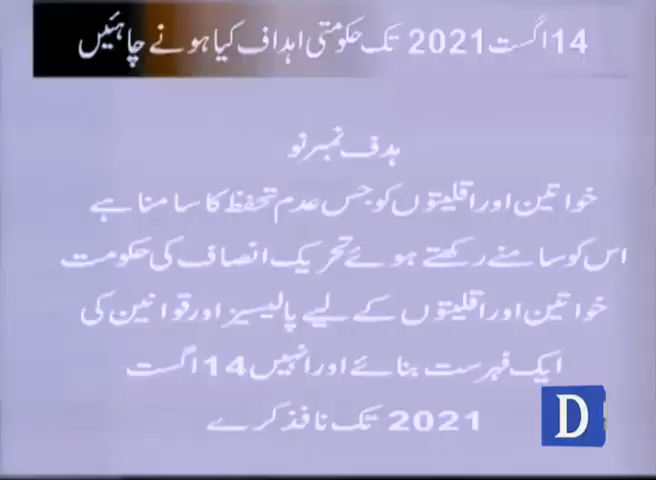 14 اگست 2021 تک حکومتی اہداف کیا ہونے چاہئیں
ہدف نمبر نو
خواتین اور اقلیتوں کو جس عدم تحفظ کا سامنا ہے
اس کو سامنے رکھتے ہوئے تحریک انصاف کی حکومت
خواتین اور اقلیتوں کے لیے پالیسیز اور قوانین کی
ایک فہرست بنائے اور انہیں 14 اگست
2021 تک نافذ کرے
D